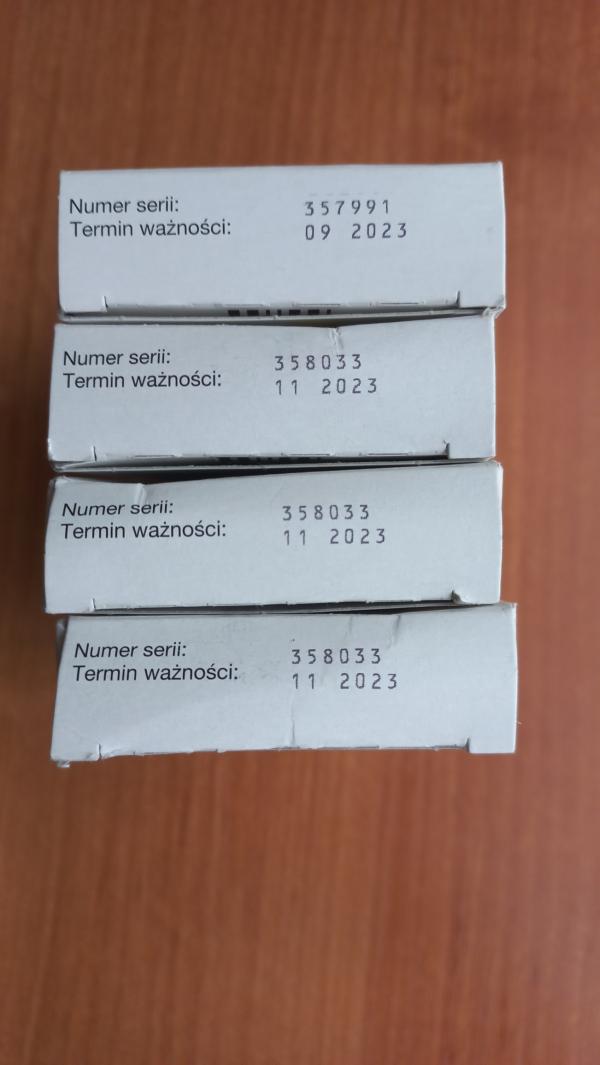 Numer serii: 357991
Termin ważności: 09 2023
Numer serii: 358033
Termin ważności: 11 2023
Numer serii: 358033
Termin ważności: 11 2023
Numer serii: 358033
Termin ważności: 11 2023